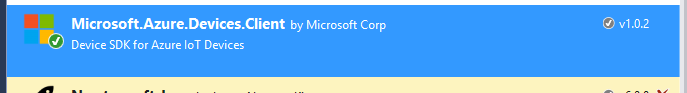 Microsoft.Azure.Devices.Client by Microsoft Corp v1.0.2
Device SDK for Azure IoT Devices